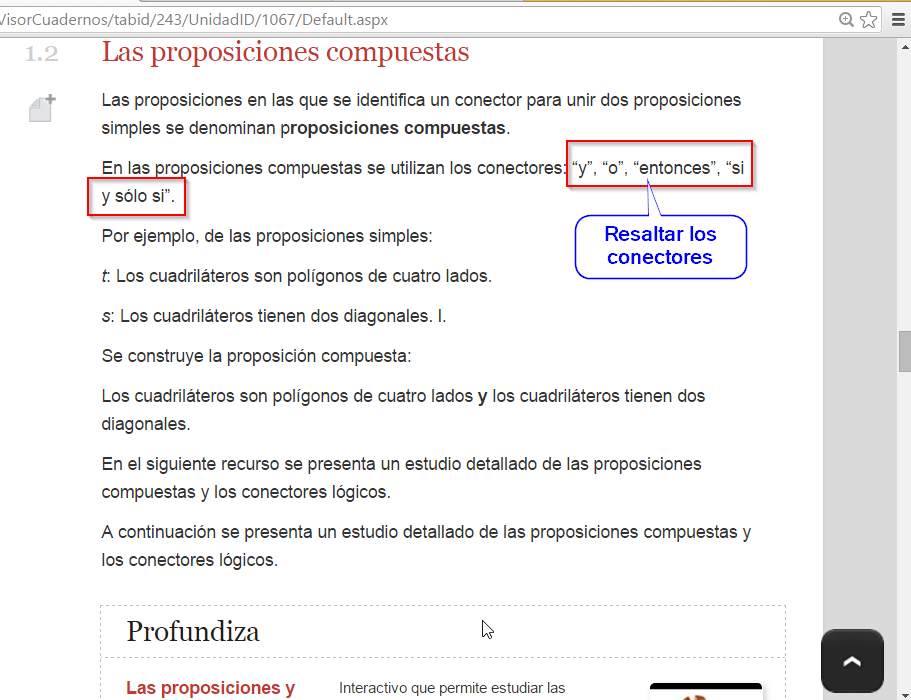 VisorCuadernos/tabid/243/UnidadID/1067/Default.aspx
1.2 Las proposiciones compuestas
Las proposiciones en las que se identifica un conector para unir dos proposiciones
simples se denominan proposiciones compuestas.
En las proposiciones compuestas se utilizan los conectores: “y”, “o”, “entonces”, “si
y sólo si”.
Resaltar los
conectores
Por ejemplo, de las proposiciones simples:
t: Los cuadriláteros son polígonos de cuatro lados.
s: Los cuadriláteros tienen dos diagonales. l.
Se construye la proposición compuesta:
Los cuadriláteros son polígonos de cuatro lados y los cuadriláteros tienen dos
diagonales.
En el siguiente recurso se presenta un estudio detallado de las proposiciones
compuestas y los conectores lógicos.
A continuación se presenta un estudio detallado de las proposiciones compuestas y
los conectores lógicos.
Profundiza
Las proposiciones y
Interactivo que permite estudiar las